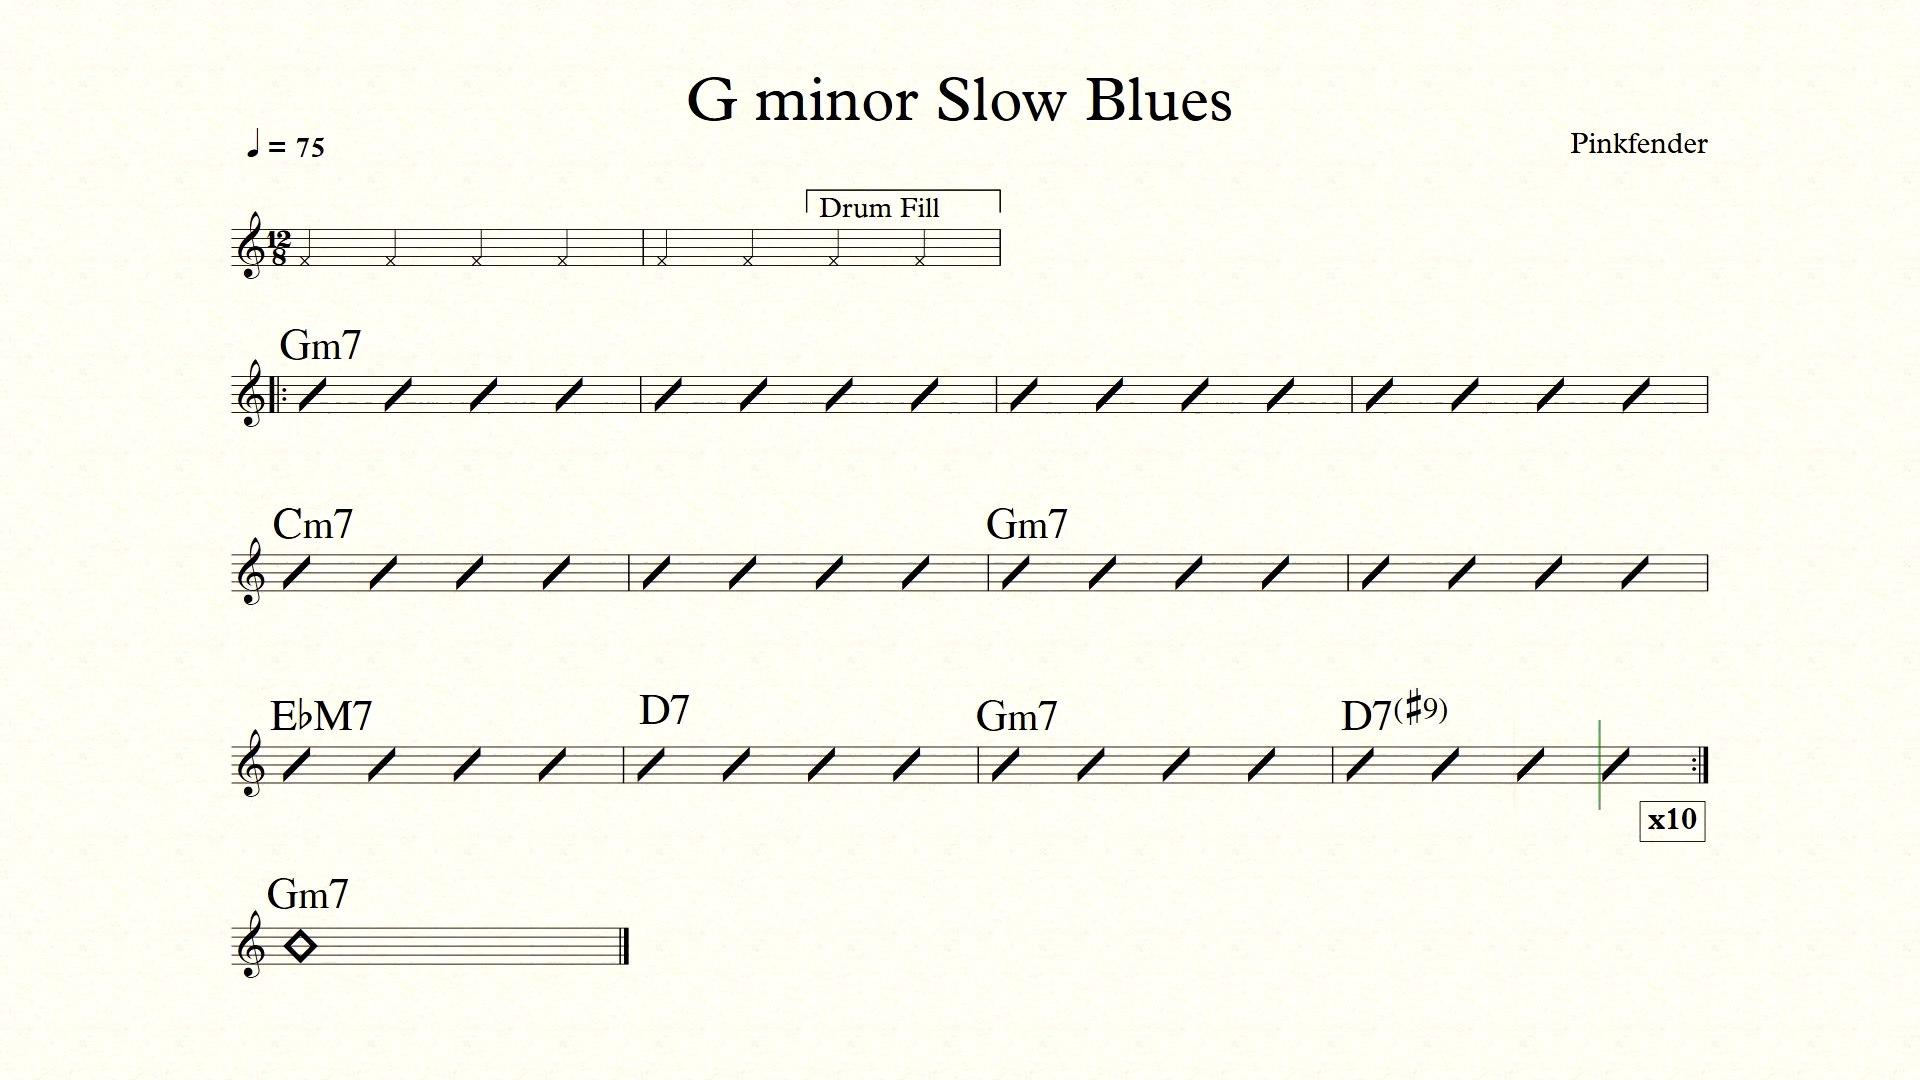 G minor Slow Blues
♩ = 75
Pinkfender
Drum Fill
12
8
Gm7
Cm7 Gm7
E♭M7 D7 Gm7 D7(♯9)
x10
Gm7